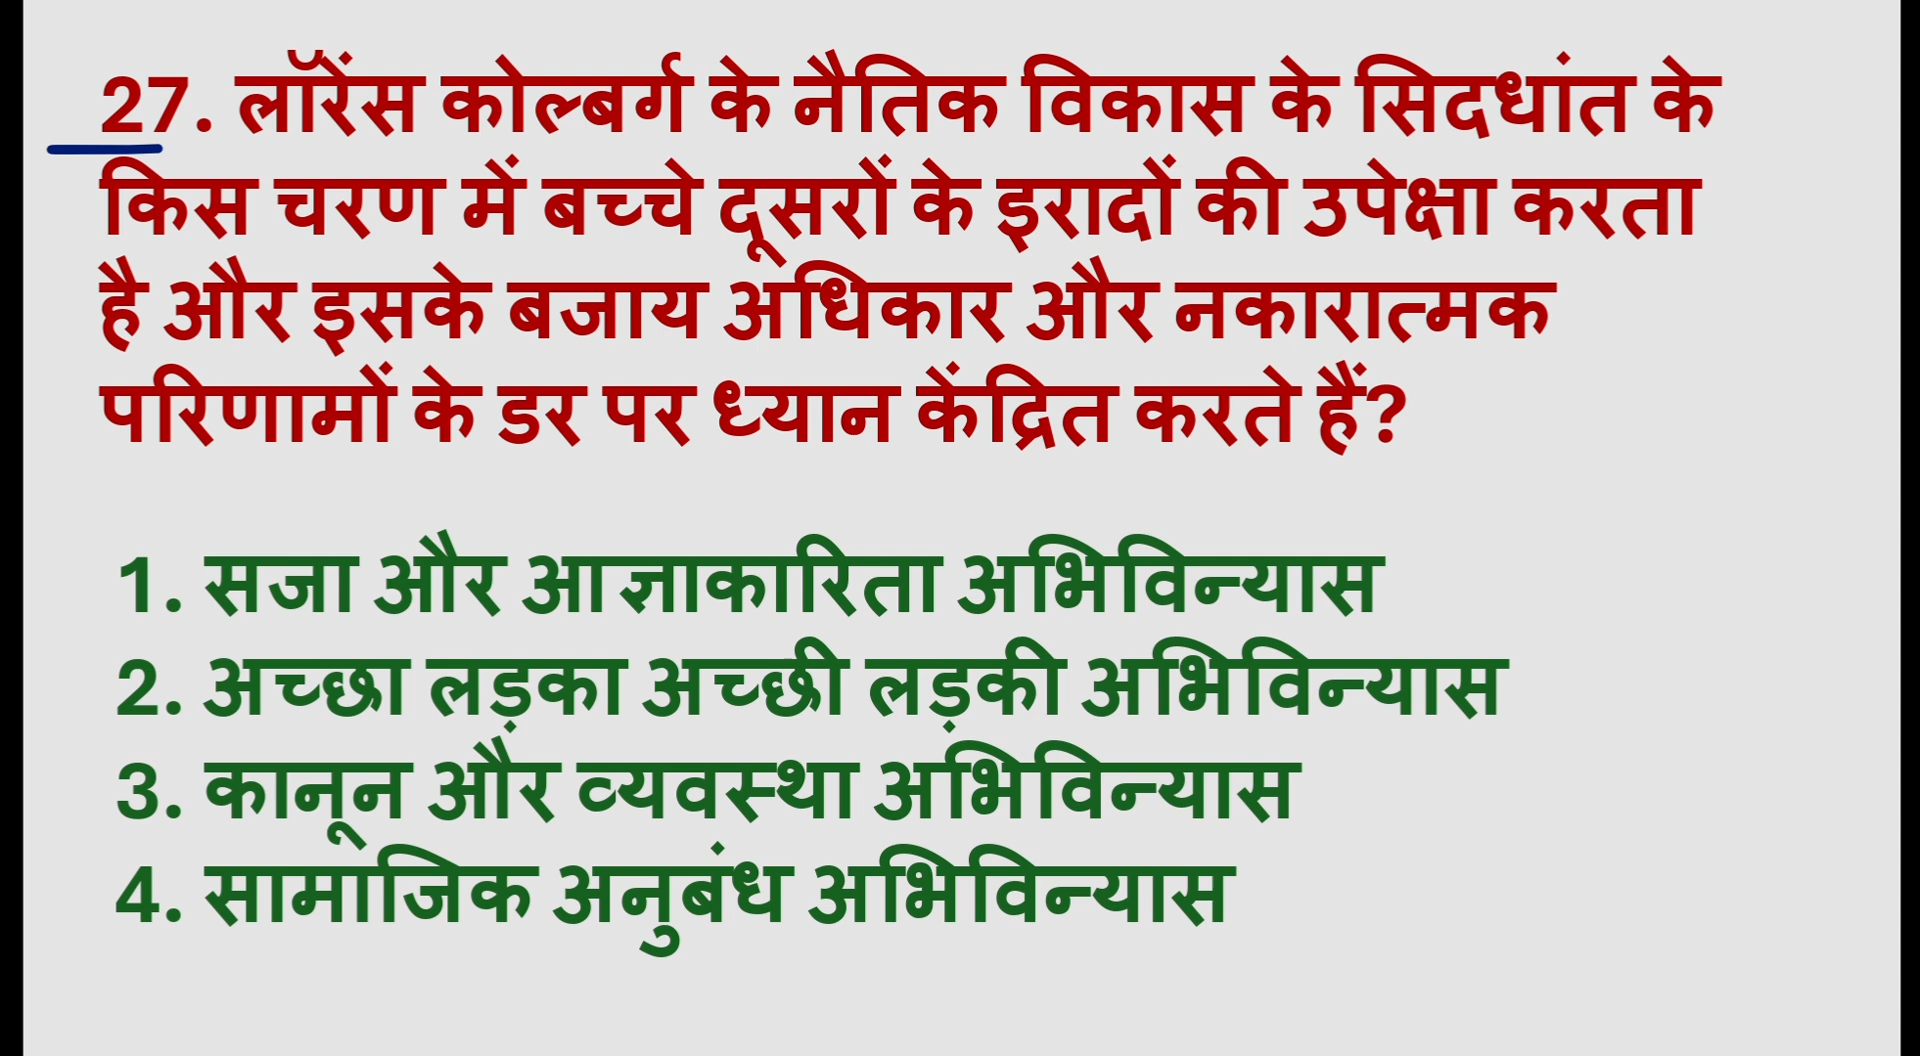 27. लॉरेंस कोल्बर्ग के नैतिक विकास के सिदधांत के
किस चरण में बच्चे दूसरों के इरादों की उपेक्षा करता
है और इसके बजाय अधिकार और नकारात्मक
परिणामों के डर पर ध्यान केंद्रित करते हैं?
1. सजा और आज्ञाकारिता अभिविन्यास
2. अच्छा लड़का अच्छी लड़की अभिविन्यास
3. कानून और व्यवस्था अभिविन्यास
4. सामाजिक अनुबंध अभिविन्यास